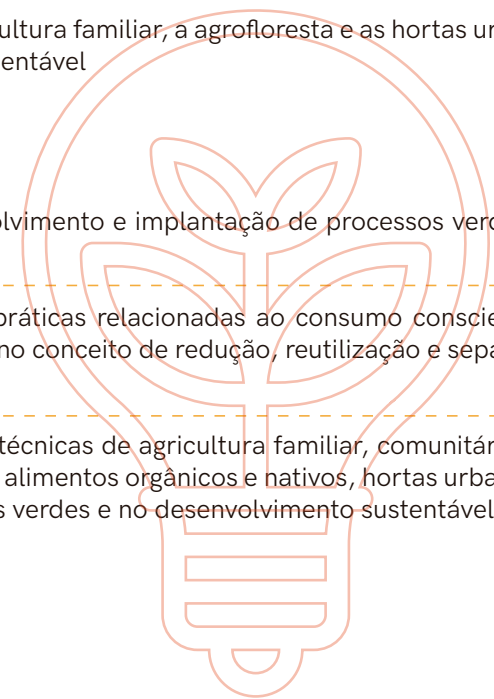 ultura familiar, a agrofloresta e as hortas ur
entável
olvimento e implantação de processos verd
práticas relacionadas ao consumo conscie
no conceito de redução, reutilização e sepa
técnicas de agricultura familiar, comunitár
alimentos orgânicos e nativos, hortas urba
s verdes e no desenvolvimento sustentável